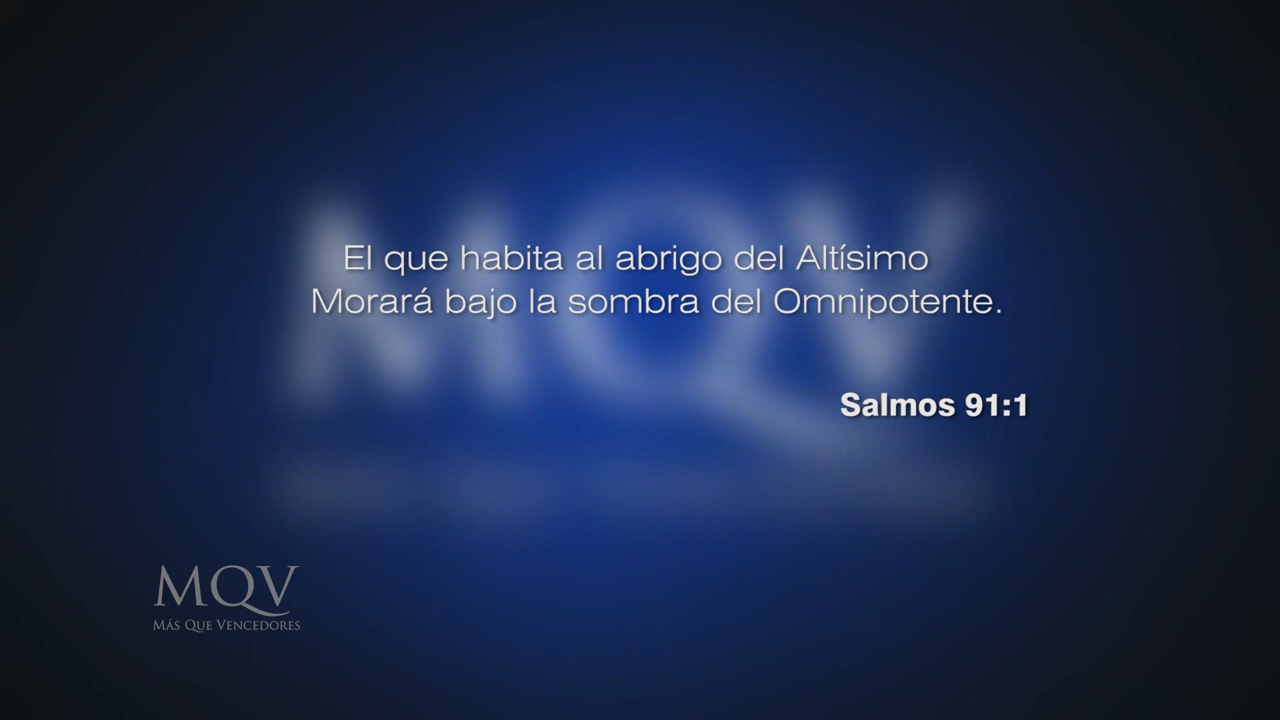 El que habita al abrigo del Altísimo
Morará bajo la sombra del Omnipotente.
Salmos 91:1
MQV
MQV
MÁS QUE VENCEDORES